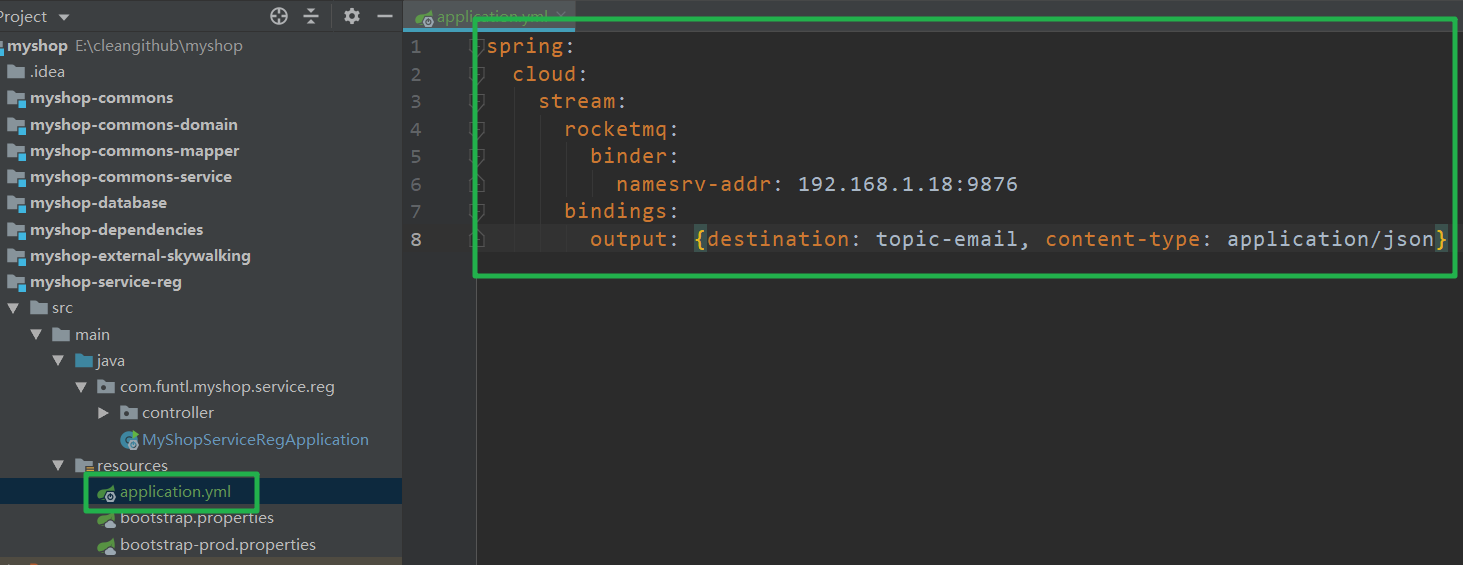 Project
myshop E:\cleangithub\myshop
.idea
myshop-commons
myshop-commons-domain
myshop-commons-mapper
myshop-commons-service
myshop-database
myshop-dependencies
myshop-external-skywalking
myshop-service-reg
src
main
java
com.funtl.myshop.service.reg
controller
MyShopServiceRegApplication
resources
application.yml
bootstrap.properties
bootstrap-prod.properties
application.yml
1 spring:
2 cloud:
3 stream:
4 rocketmq:
5 binder:
6 namesrv-addr: 192.168.1.18:9876
7 bindings:
8 output: {destination: topic-email, content-type: application/json}